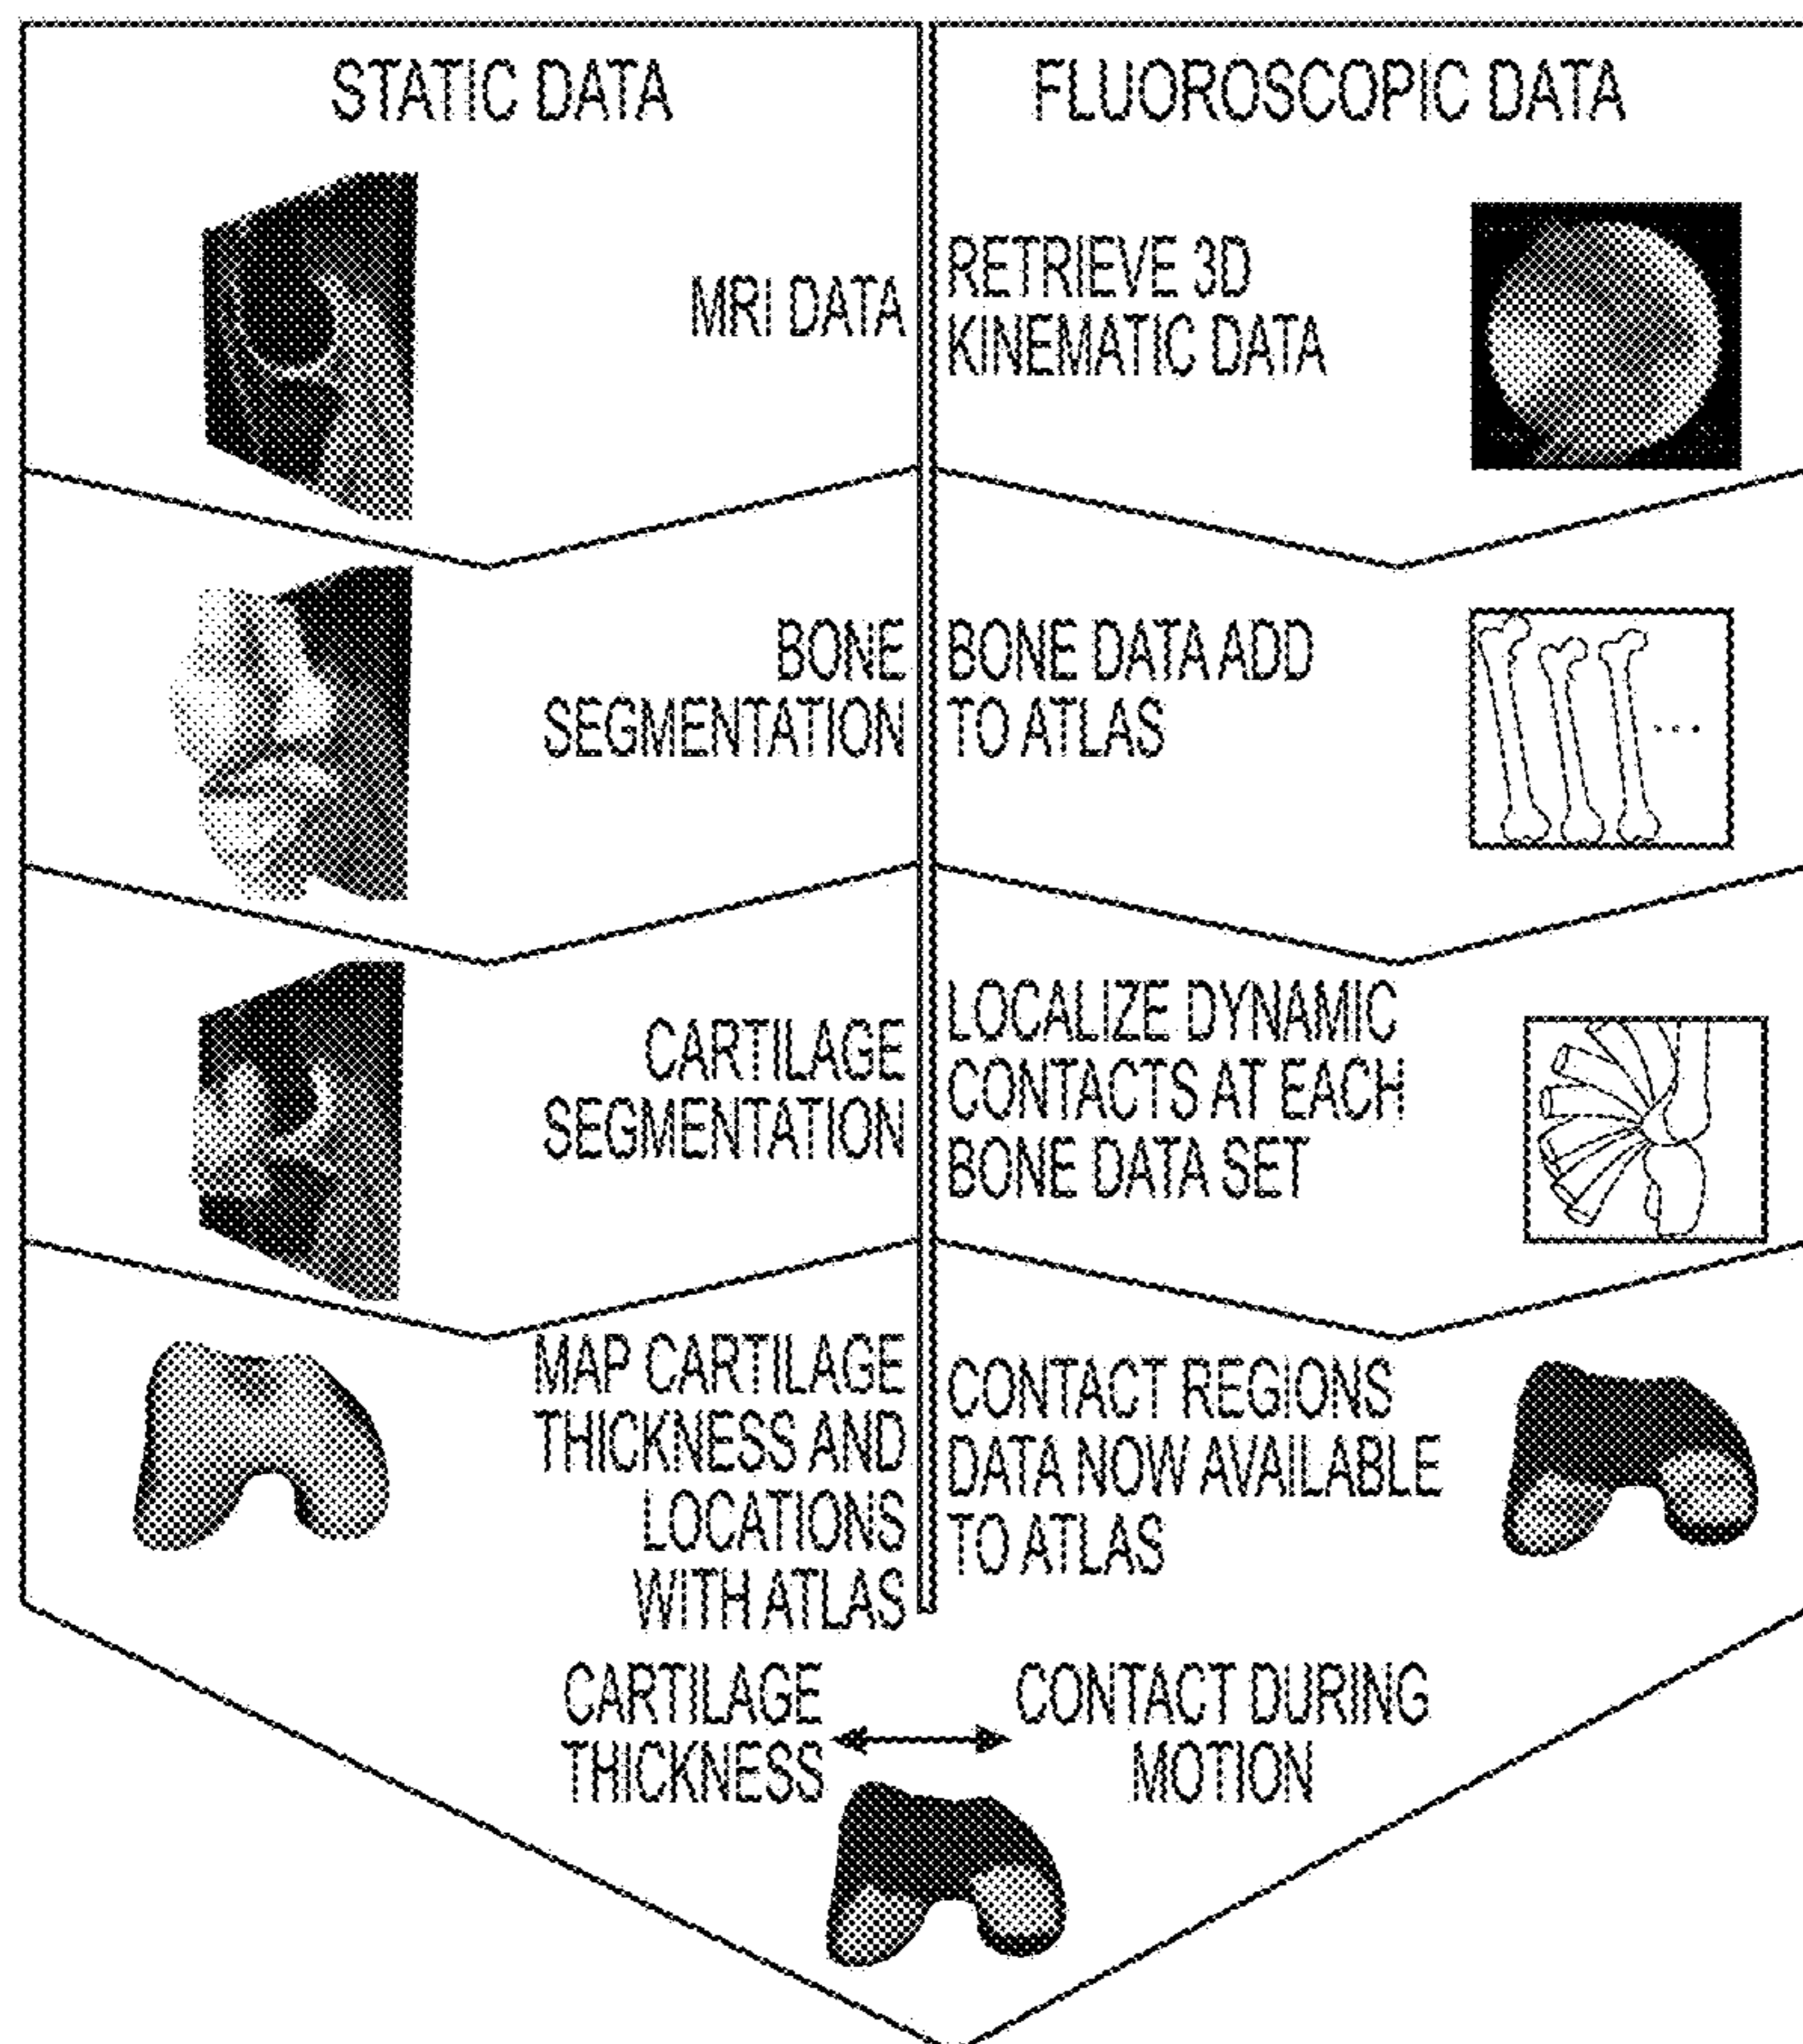 STATIC DATA
MRI DATA
BONE
SEGMENTATION
CARTILAGE
SEGMENTATION
MAP CARTILAGE
THICKNESS AND
LOCATIONS
WITH ATLAS
FLUOROSCOPIC DATA
RETRIEVE 3D
KINEMATIC DATA
BONE DATA ADD
TO ATLAS
...
LOCALIZE DYNAMIC
CONTACTS AT EACH
BONE DATA SET
CONTACT REGIONS
DATA NOW AVAILABLE
TO ATLAS
CARTILAGE
THICKNESS
CONTACT DURING
MOTION